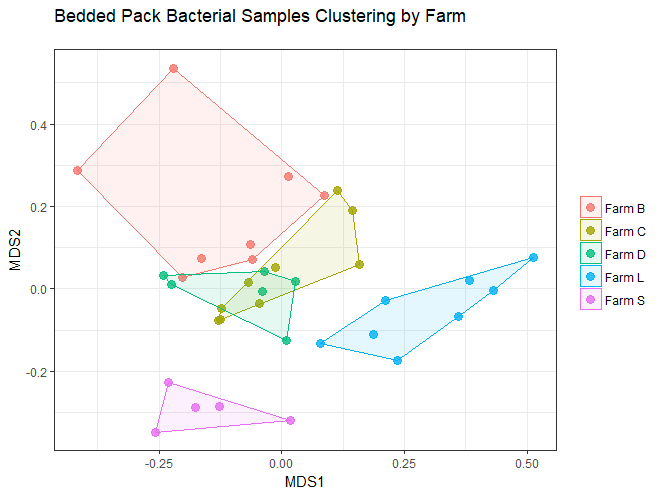 Bedded Pack Bacterial Samples Clustering by Farm
MDS2
0.4
0.2
0.0
-0.2
-0.25
0.00
0.25
0.50
MDS1
Farm B
Farm C
Farm D
Farm L
Farm S